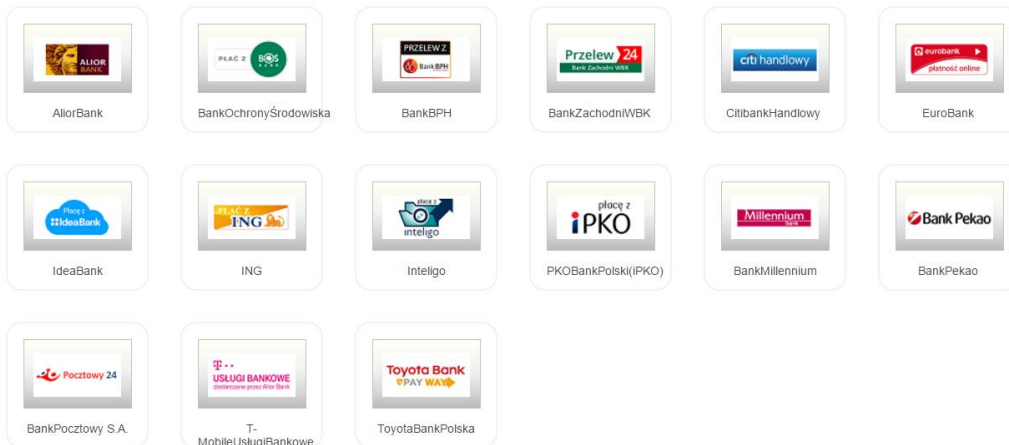 ALIOR
BANK
AliorBank
PŁAĆ Z BOŚ
BANK
BankOchronyŚrodowiska
PRZELEW Z
Bank BPH
BankBPH
Przelew 24
Bank Zachodni WBK
BankZachodniWBK
citi handlowy
CitibankHandlowy
eurobank
płatność online
EuroBank
Płacę z
IdeaBank
IdeaBank
PŁAĆ Z
ING
ING
płacę z
inteligo
Inteligo
płacę z
iPKO
PKOBankPolski(iPKO)
Millennium
bank
BankMillennium
Bank Pekao
BankPekao
Pocztowy 24
BankPocztowy S.A.
T··
USŁUGI BANKOWE
dostarczane przez Alior Bank
T-
MobileUsługiBankowe
Toyota Bank
PAY WAY
ToyotaBankPolska